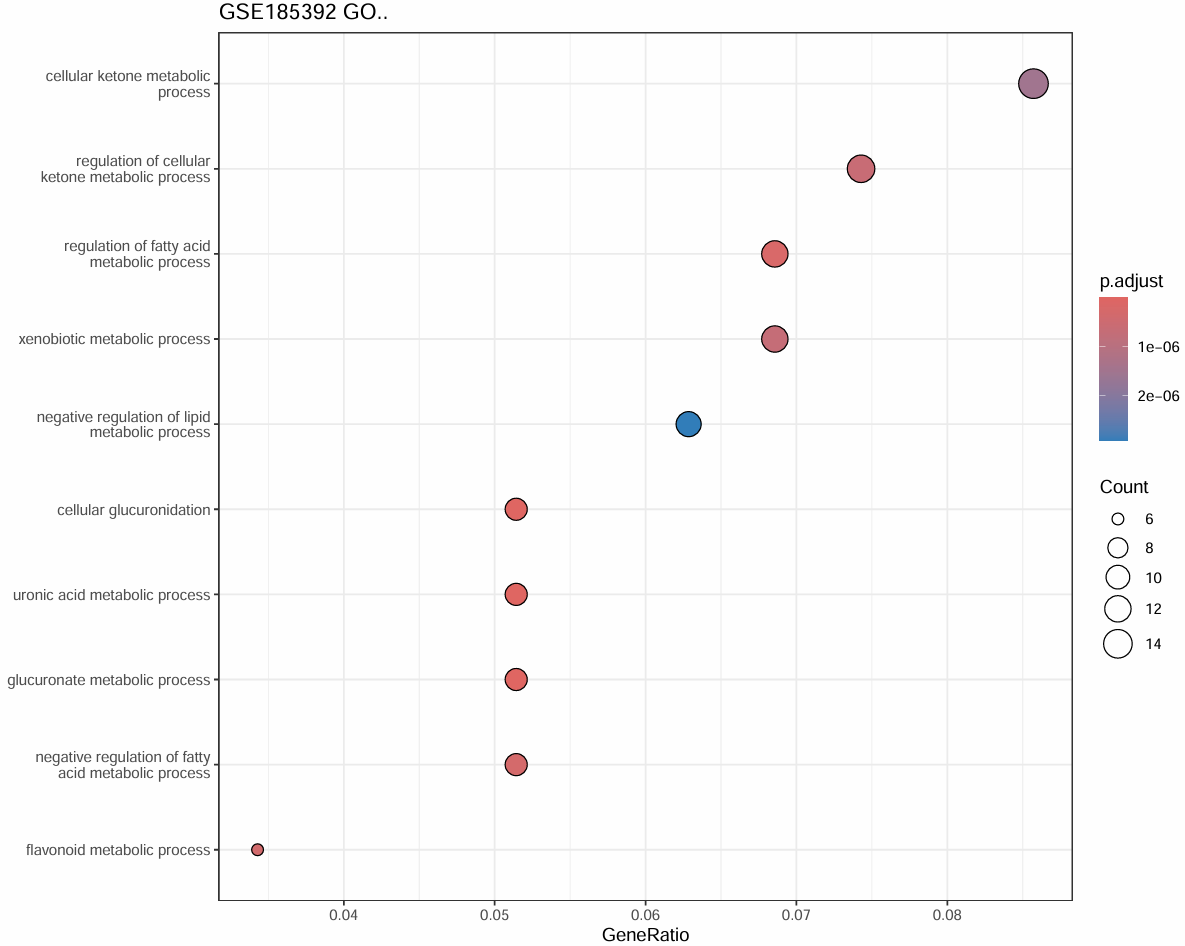 GSE185392 GO..
cellular ketone metabolic
process
regulation of cellular
ketone metabolic process
regulation of fatty acid
metabolic process
xenobiotic metabolic process
negative regulation of lipid
metabolic process
cellular glucuronidation
uronic acid metabolic process
glucuronate metabolic process
negative regulation of fatty
acid metabolic process
flavonoid metabolic process
0.04 0.05 0.06 0.07 0.08
GeneRatio
p.adjust
1e−06
2e−06
Count
6
8
10
12
14